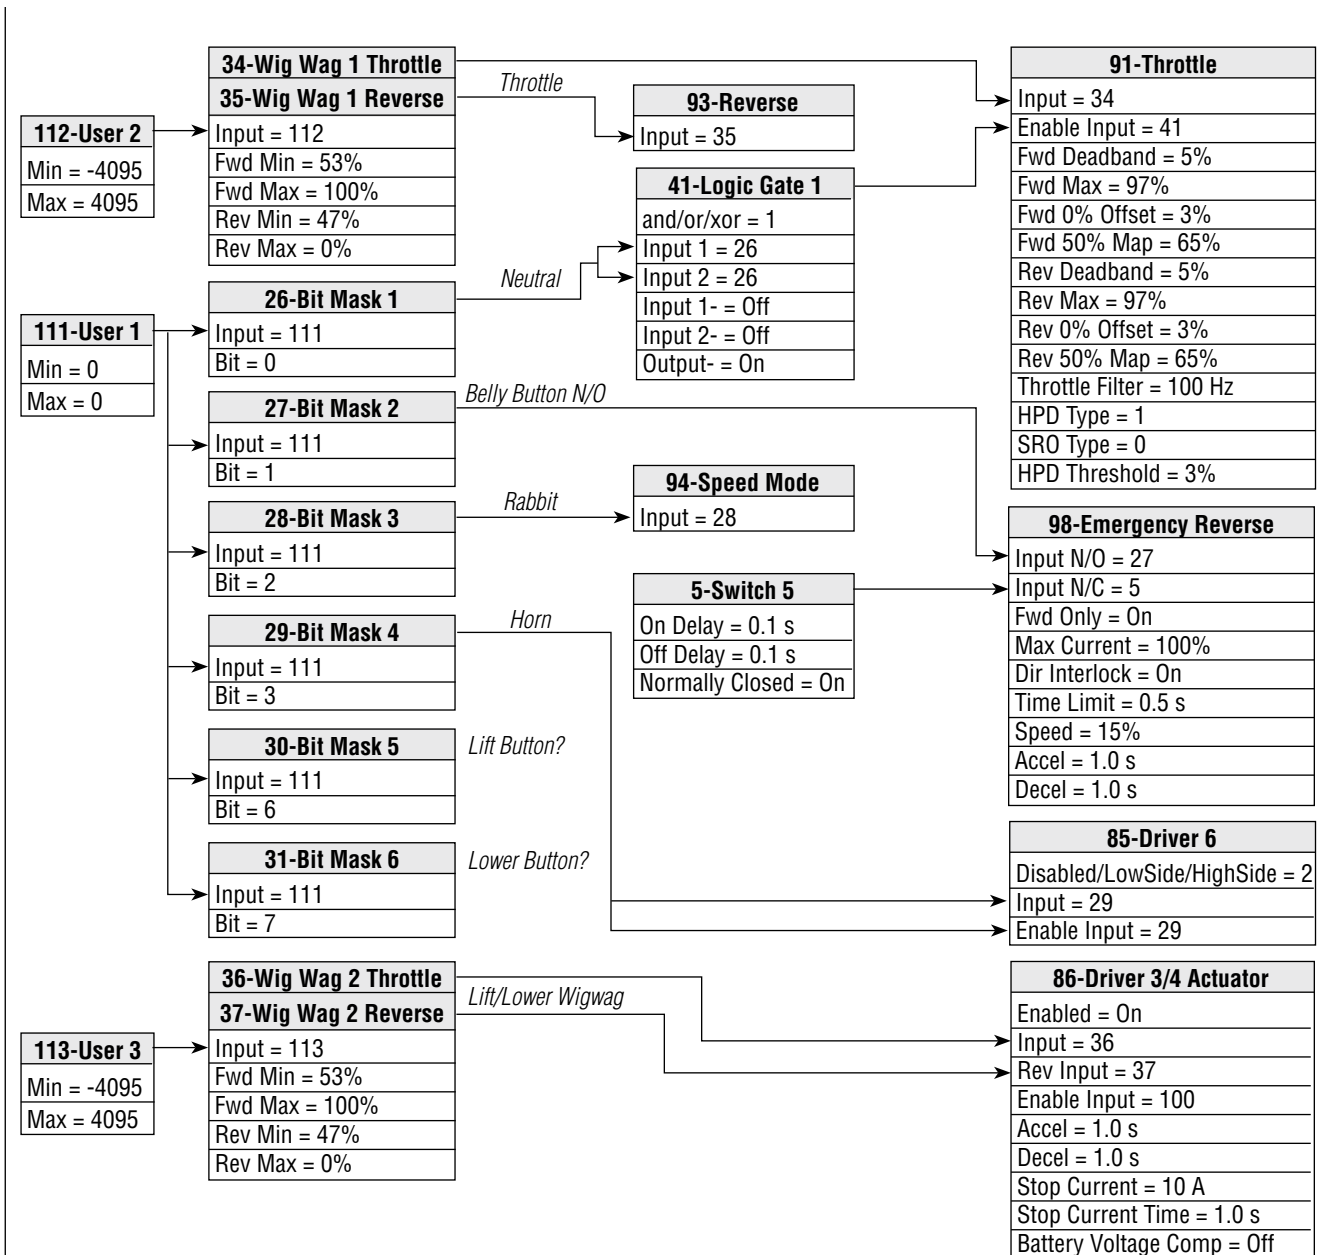 112-User 2
Min = -4095
Max = 4095
111-User 1
Min = 0
Max = 0
113-User 3
Min = -4095
Max = 4095
34-Wig Wag 1 Throttle
35-Wig Wag 1 Reverse
Input = 112
Fwd Min = 53%
Fwd Max = 100%
Rev Min = 47%
Rev Max = 0%
26-Bit Mask 1
Input = 111
Bit = 0
27-Bit Mask 2
Input = 111
Bit = 1
28-Bit Mask 3
Input = 111
Bit = 2
29-Bit Mask 4
Input = 111
Bit = 3
30-Bit Mask 5
Input = 111
Bit = 6
31-Bit Mask 6
Input = 111
Bit = 7
36-Wig Wag 2 Throttle
37-Wig Wag 2 Reverse
Input = 113
Fwd Min = 53%
Fwd Max = 100%
Rev Min = 47%
Rev Max = 0%
Throttle
Neutral
Belly Button N/O
Rabbit
Horn
Lift Button?
Lower Button?
Lift/Lower Wigwag
93-Reverse
Input = 35
41-Logic Gate 1
and/or/xor = 1
Input 1 = 26
Input 2 = 26
Input 1- = Off
Input 2- = Off
Output- = On
94-Speed Mode
Input = 28
5-Switch 5
On Delay = 0.1 s
Off Delay = 0.1 s
Normally Closed = On
91-Throttle
Input = 34
Enable Input = 41
Fwd Deadband = 5%
Fwd Max = 97%
Fwd 0% Offset = 3%
Fwd 50% Map = 65%
Rev Deadband = 5%
Rev Max = 97%
Rev 0% Offset = 3%
Rev 50% Map = 65%
Throttle Filter = 100 Hz
HPD Type = 1
SRO Type = 0
HPD Threshold = 3%
98-Emergency Reverse
Input N/O = 27
Input N/C = 5
Fwd Only = On
Max Current = 100%
Dir Interlock = On
Time Limit = 0.5 s
Speed = 15%
Accel = 1.0 s
Decel = 1.0 s
85-Driver 6
Disabled/LowSide/HighSide = 2
Input = 29
Enable Input = 29
86-Driver 3/4 Actuator
Enabled = On
Input = 36
Rev Input = 37
Enable Input = 100
Accel = 1.0 s
Decel = 1.0 s
Stop Current = 10 A
Stop Current Time = 1.0 s
Battery Voltage Comp = Off